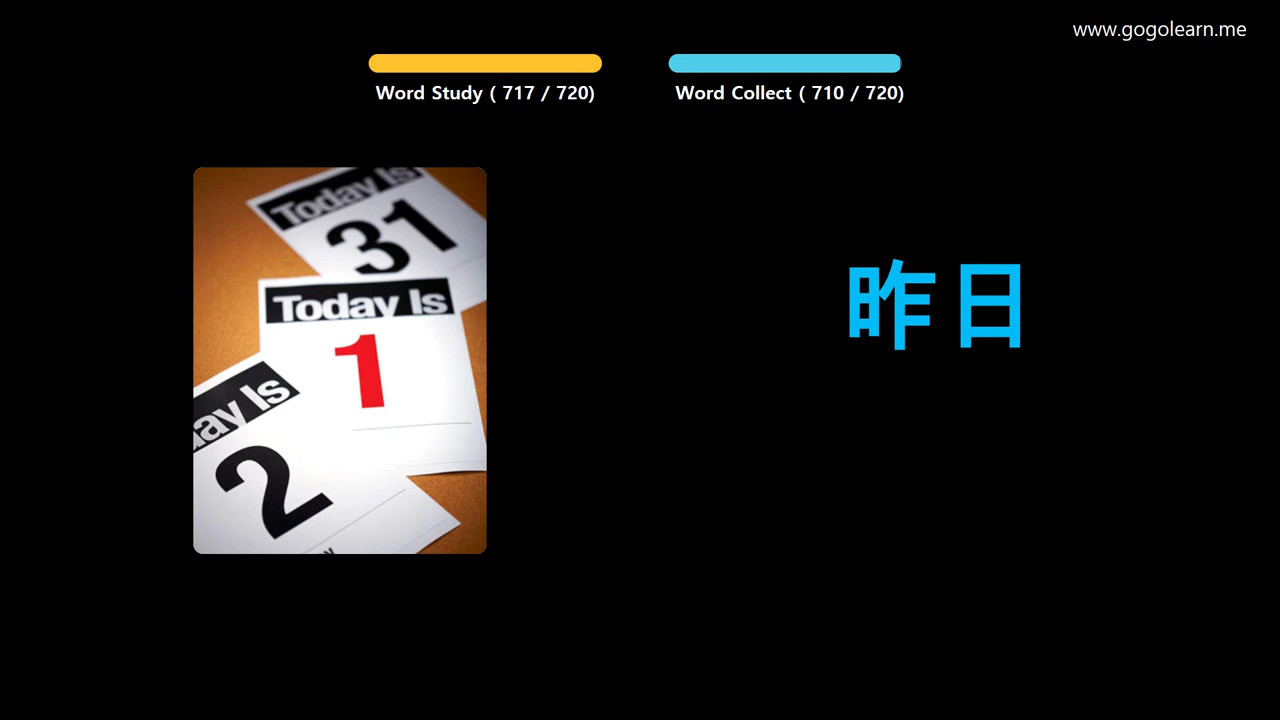 www.gogolearn.me
Word Study ( 717 / 720)
Word Collect ( 710 / 720)
Today Is
31
Today Is
1
昨日
day Is
2